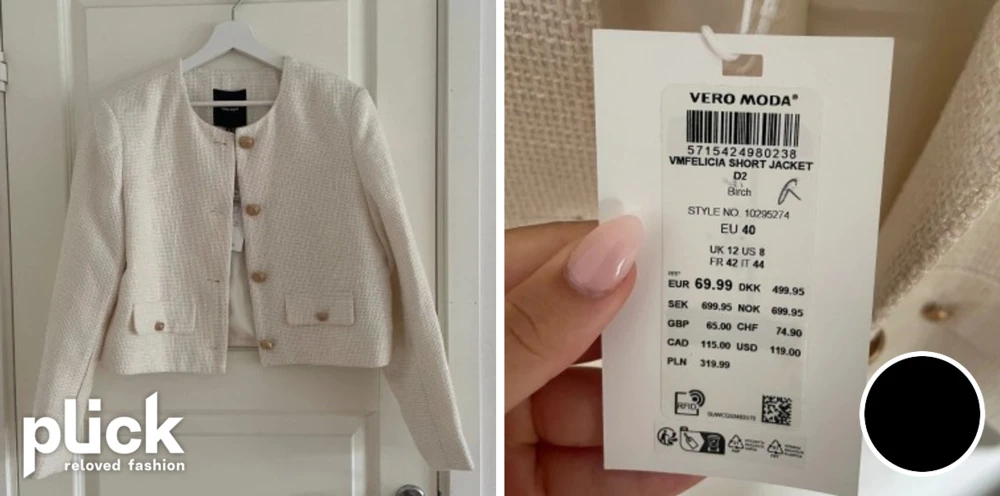 plick
reloved fashion
VERO MODA®
5715424980238
VMFELICIA SHORT JACKET
D2
Birch
STYLE NO. 10295274
EU 40
UK 12 US 8
FR 42 IT 44
EUR 69.99 DKK 499.95
SEK 699.95 NOK 699.95
GBP 65.00 CHF 74.90
CAD 115.00 USD 119.00
PLN 319.99
RFID